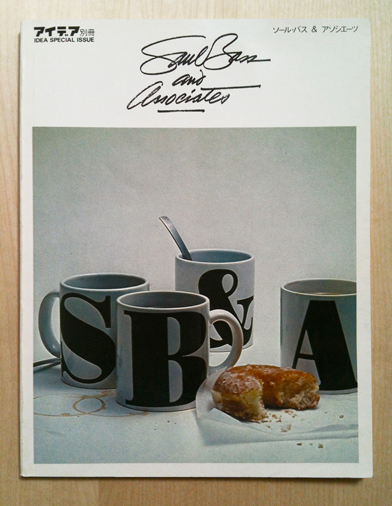 アイデア別冊
IDEA SPECIAL ISSUE
ソール・バス & アソシエーツ
Saul Bass
and
Associates
S B & A